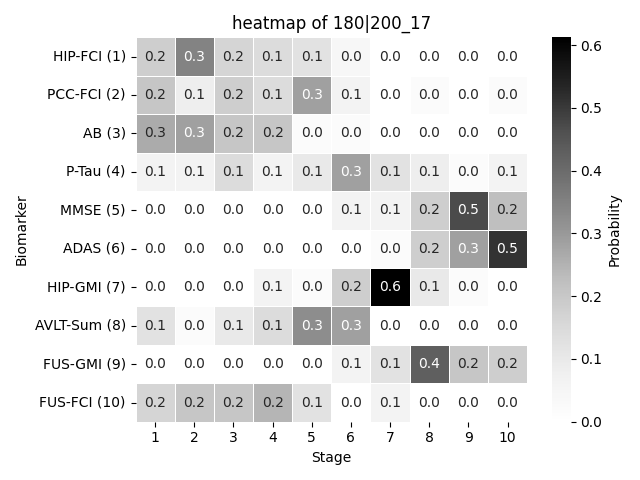 heatmap of 180|200_17
HIP-FCI (1) 0.2 0.3 0.2 0.1 0.1 0.0 0.0 0.0 0.0 0.0
PCC-FCI (2) 0.2 0.1 0.2 0.1 0.3 0.1 0.0 0.0 0.0 0.0
AB (3) 0.3 0.3 0.2 0.2 0.0 0.0 0.0 0.0 0.0 0.0
P-Tau (4) 0.1 0.1 0.1 0.1 0.1 0.3 0.1 0.1 0.0 0.1
MMSE (5) 0.0 0.0 0.0 0.0 0.0 0.1 0.1 0.2 0.5 0.2
ADAS (6) 0.0 0.0 0.0 0.0 0.0 0.0 0.0 0.2 0.3 0.5
HIP-GMI (7) 0.0 0.0 0.0 0.1 0.0 0.2 0.6 0.1 0.0 0.0
AVLT-Sum (8) 0.1 0.0 0.1 0.1 0.3 0.3 0.0 0.0 0.0 0.0
FUS-GMI (9) 0.0 0.0 0.0 0.0 0.0 0.1 0.1 0.4 0.2 0.2
FUS-FCI (10) 0.2 0.2 0.2 0.2 0.1 0.0 0.1 0.0 0.0 0.0
1 2 3 4 5 6 7 8 9 10
Stage
Biomarker
0.6
0.5
0.4
0.3
0.2
0.1
0.0
Probability